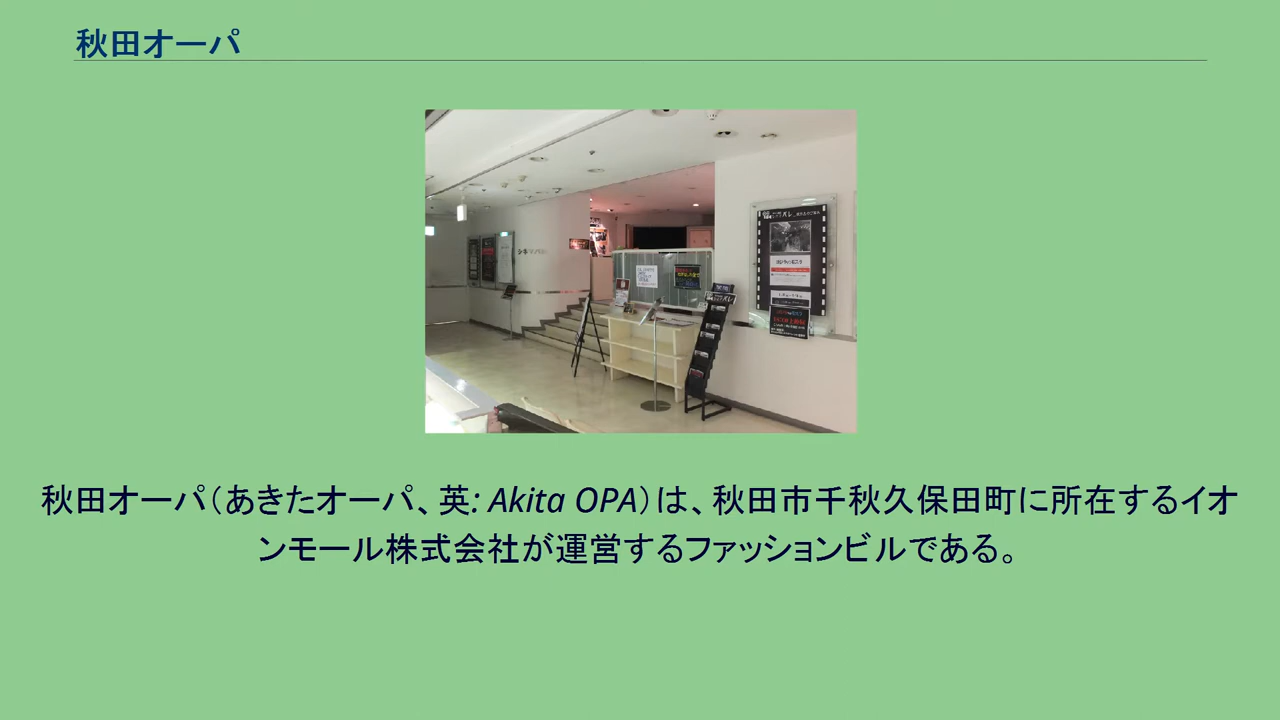 秋田オーパ
秋田オーパ（あきたオーパ、英: Akita OPA）は、秋田市千秋久保田町に所在するイオ
ンモール株式会社が運営するファッションビルである。